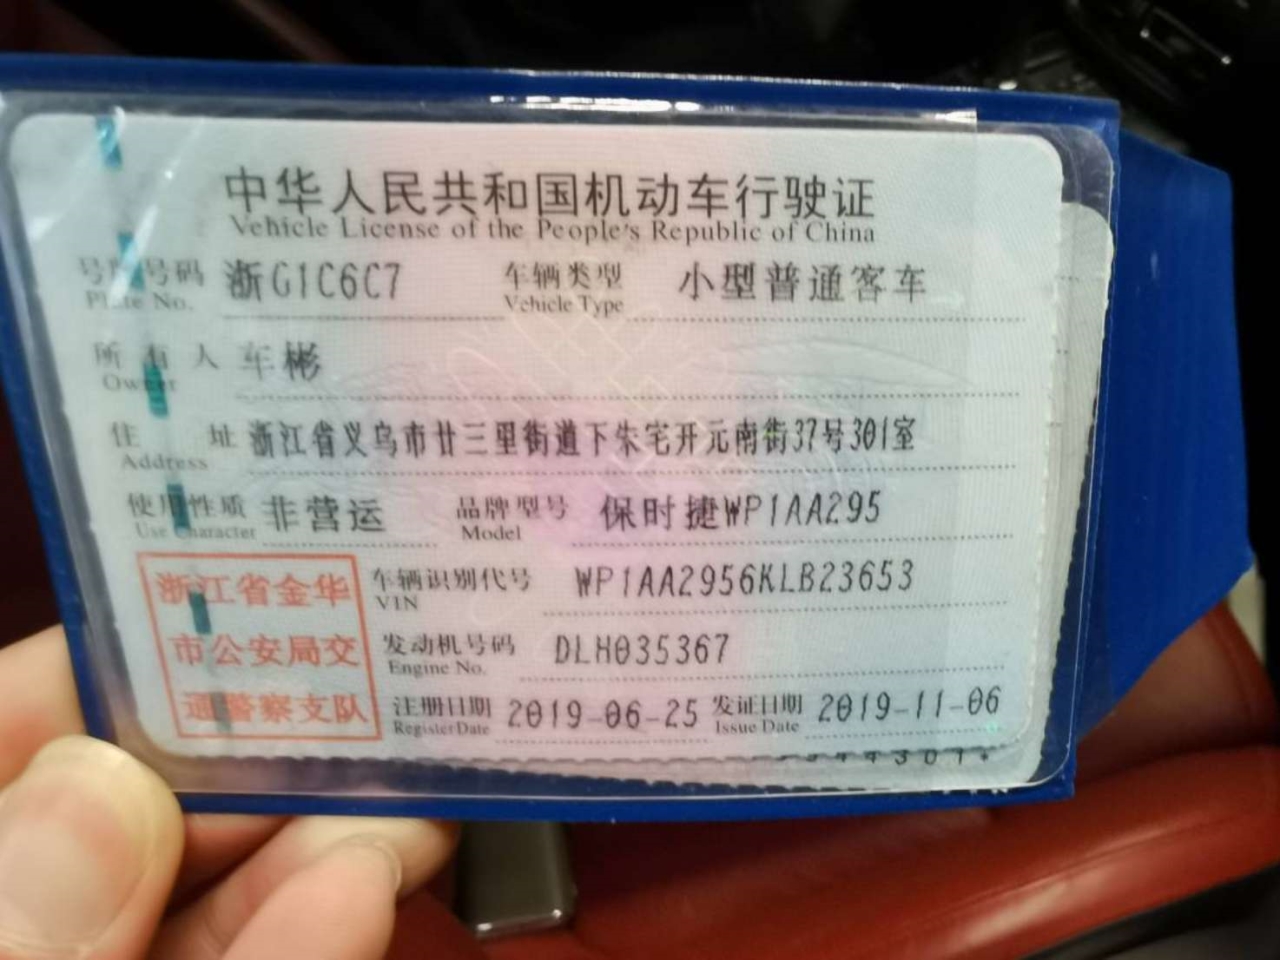 中华人民共和国机动车行驶证
Vehicle License of the People's Republic of China
号牌号码 浙G1C6C7 车辆类型 小型普通客车
Plate No. Vehicle Type
所有人 车彬
Owner
住址 浙江省义乌市廿三里街道下朱宅开元南街37号301室
Address
使用性质 非营运 品牌型号 保时捷WP1AA295
Use Character Model
浙江省金华 车辆识别代号 WP1AA2956KLB23653
VIN
市公安局交 发动机号码 DLH035367
Engine No.
通警察支队 注册日期 2019-06-25 发证日期 2019-11-06
Register Date Issue Date